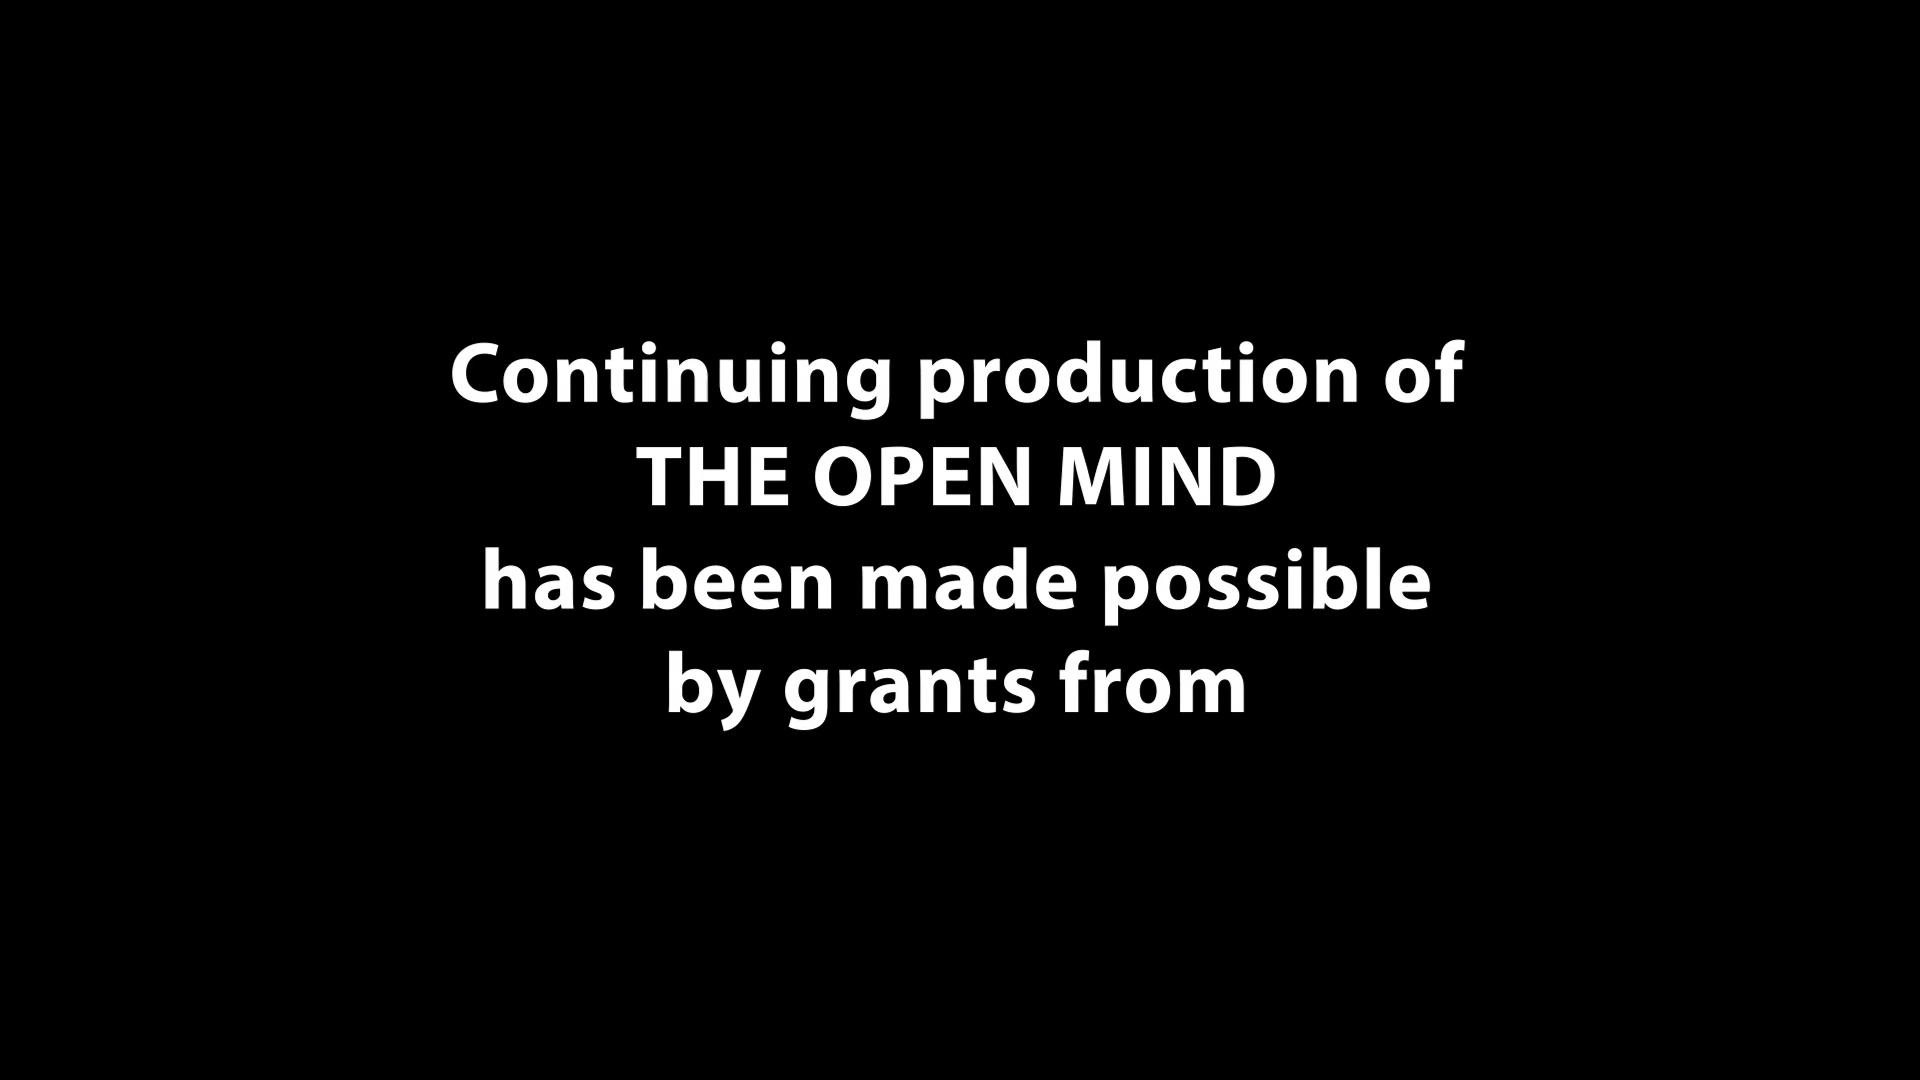 Continuing production of
THE OPEN MIND
has been made possible
by grants from